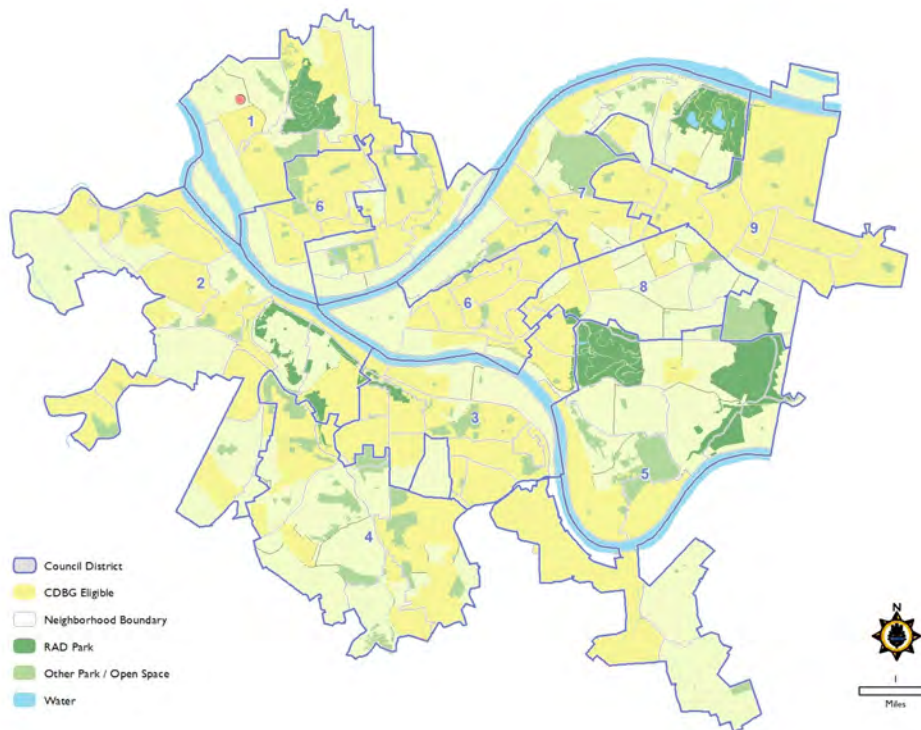 1
6
7
9
2
6
8
3
5
4
Council District
CDBG Eligible
Neighborhood Boundary
RAD Park
Other Park / Open Space
Water
N
1
Miles